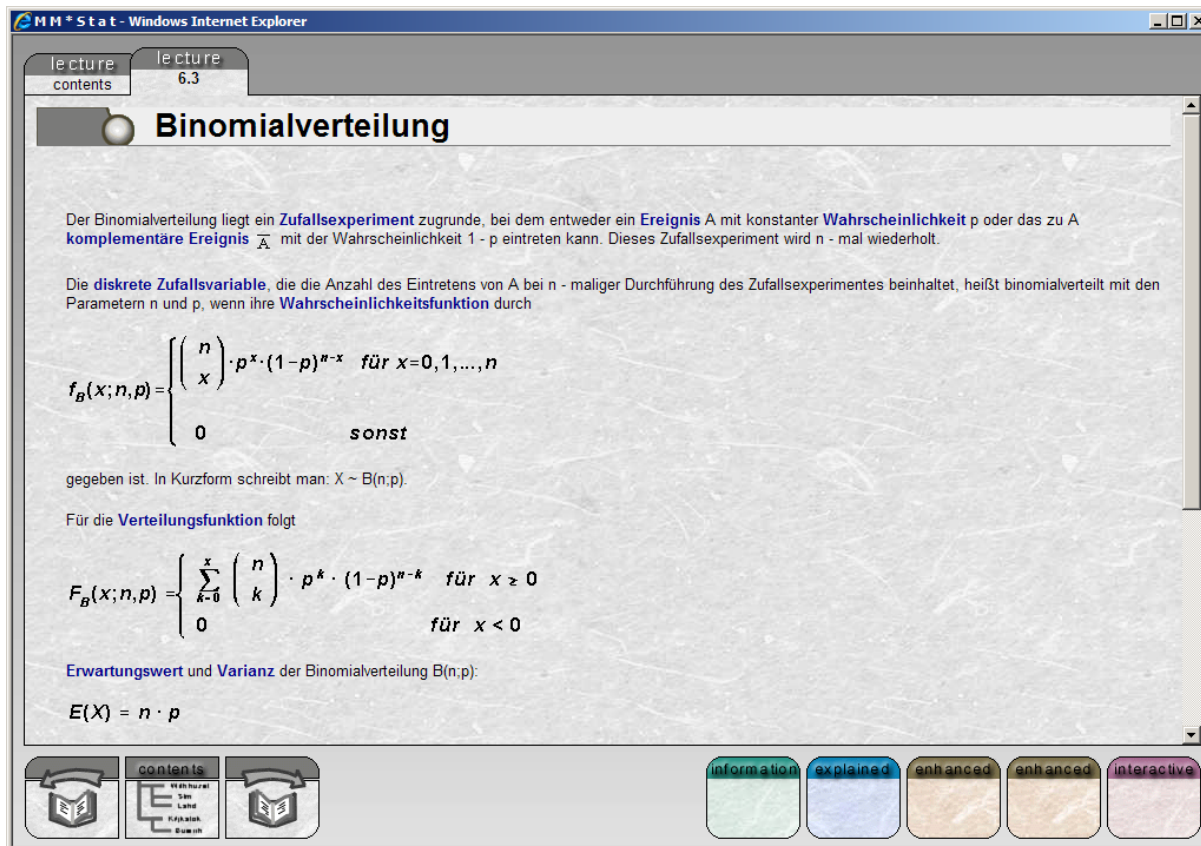 M M * S t a t - Windows Internet Explorer
lecture
contents
lecture
6.3
Binomialverteilung
Der Binomialverteilung liegt ein Zufallsexperiment zugrunde, bei dem entweder ein Ereignis A mit konstanter Wahrscheinlichkeit p oder das zu A
komplementäre Ereignis A̅ mit der Wahrscheinlichkeit 1 - p eintreten kann. Dieses Zufallsexperiment wird n - mal wiederholt.
Die diskrete Zufallsvariable, die die Anzahl des Eintretens von A bei n - maliger Durchführung des Zufallsexperimentes beinhaltet, heißt binomialverteilt mit den
Parametern n und p, wenn ihre Wahrscheinlichkeitsfunktion durch
f_B(x;n,p) = { (n x) · p^x · (1-p)^(n-x) für x=0,1,...,n
0 sonst
gegeben ist. In Kurzform schreibt man: X ~ B(n;p).
Für die Verteilungsfunktion folgt
F_B(x;n,p) = { ∑_(k=0)^x (n k) · p^k · (1-p)^(n-k) für x ≥ 0
0 für x < 0
Erwartungswert und Varianz der Binomialverteilung B(n;p):
E(X) = n · p
contents
information
explained
enhanced
enhanced
interactive